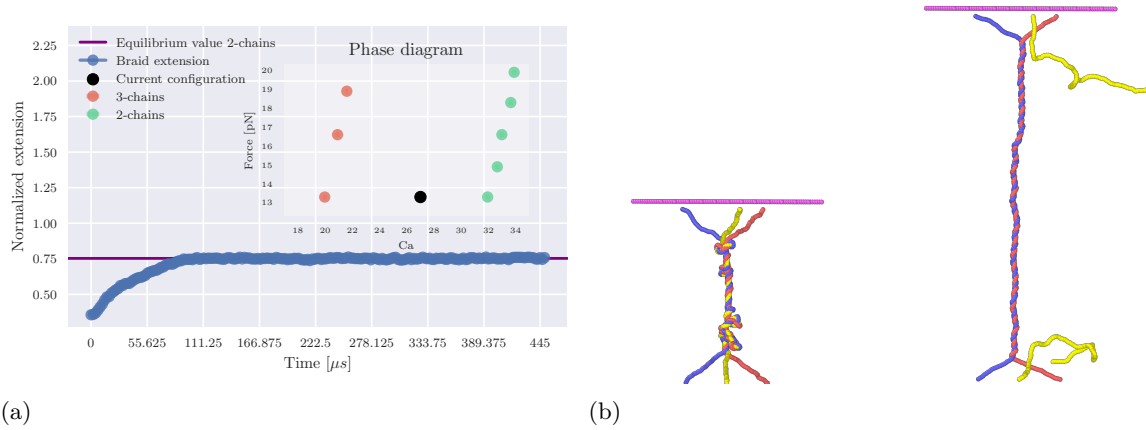 Equilibrium value 2-chains
Braid extension
Current configuration
3-chains
2-chains
Phase diagram
20
19
18
17
16
15
14
13
Force [pN]
18 20 22 24 26 28 30 32 34
Ca
2.25
2.00
1.75
1.50
1.25
1.00
0.75
0.50
Normalized extension
0 55.625 111.25 166.875 222.5 278.125 333.75 389.375 445
Time [μs]
(a)
(b)